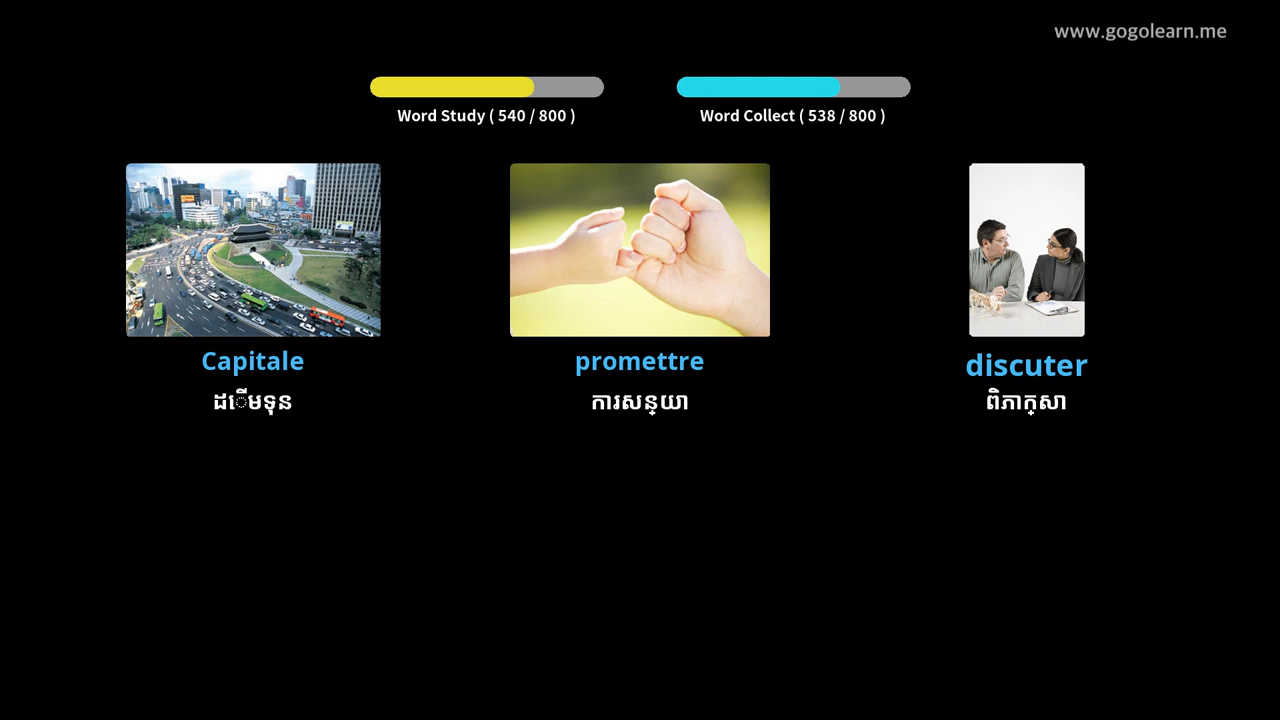 www.gogolearn.me
Word Study ( 540 / 800 )
Word Collect ( 538 / 800 )
Capitale
promettre
discuter
ដើមទុន
ការសន្យា
ពិភាក្សា